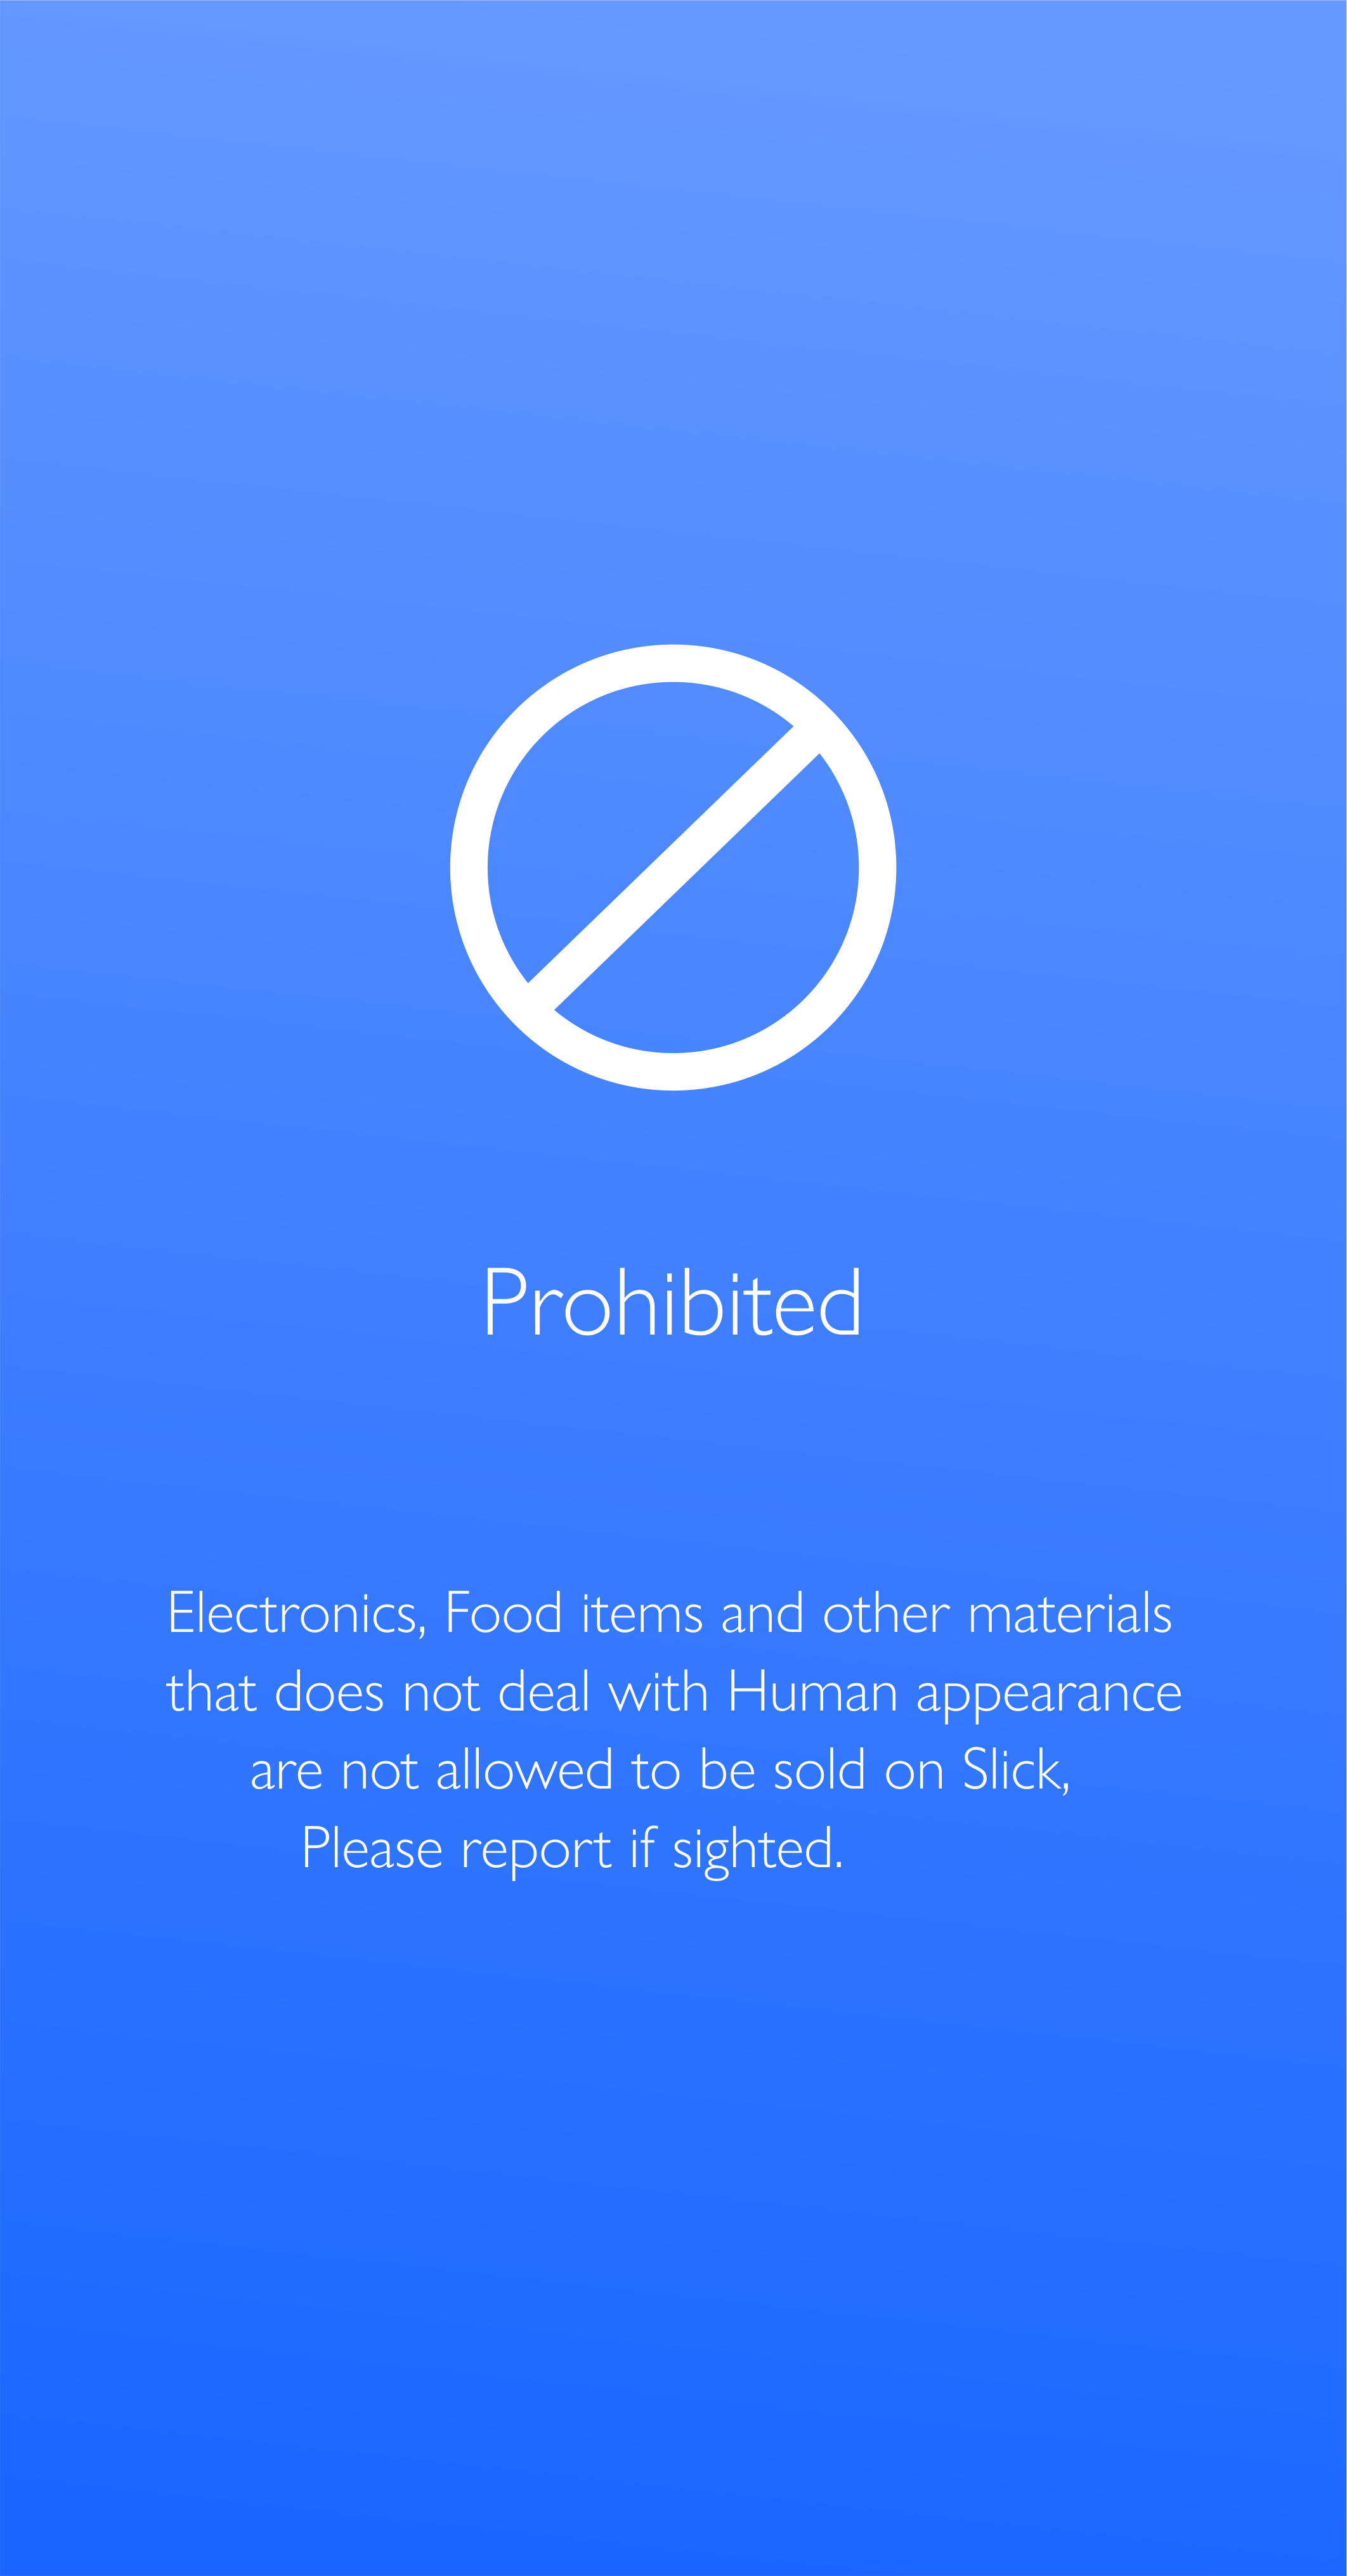 Prohibited
Electronics, Food items and other materials
that does not deal with Human appearance
are not allowed to be sold on Slick,
Please report if sighted.